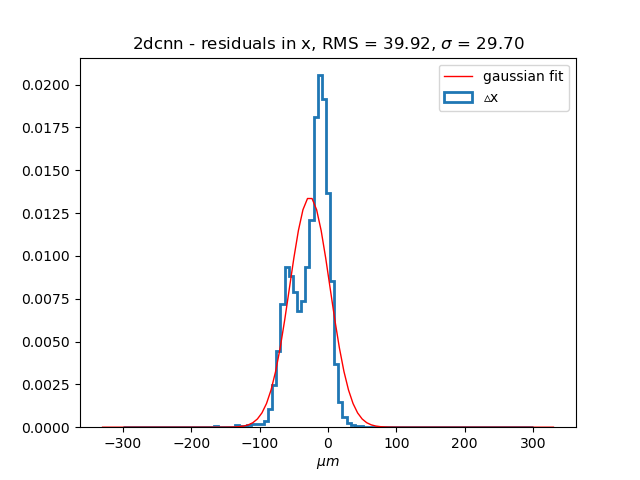 2dcnn - residuals in x, RMS = 39.92, σ = 29.70
gaussian fit
△x
0.0200
0.0175
0.0150
0.0125
0.0100
0.0075
0.0050
0.0025
0.0000
−300 −200 −100 0 100 200 300
μm